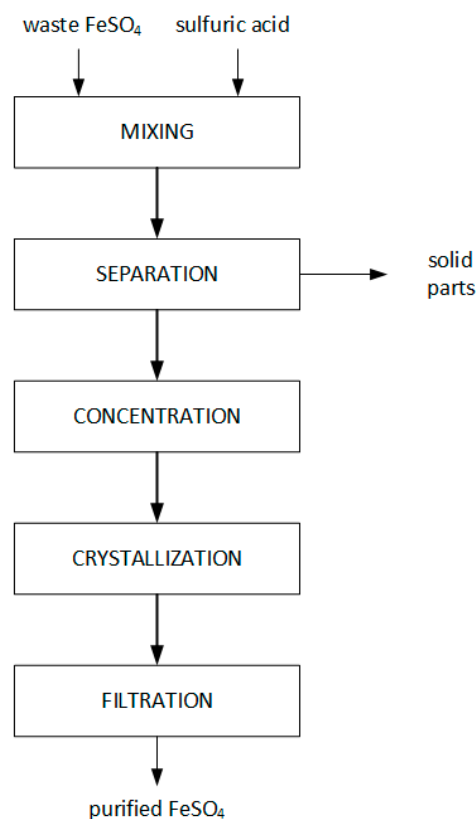 waste FeSO₄ sulfuric acid
MIXING
SEPARATION
solid
parts
CONCENTRATION
CRYSTALLIZATION
FILTRATION
purified FeSO₄